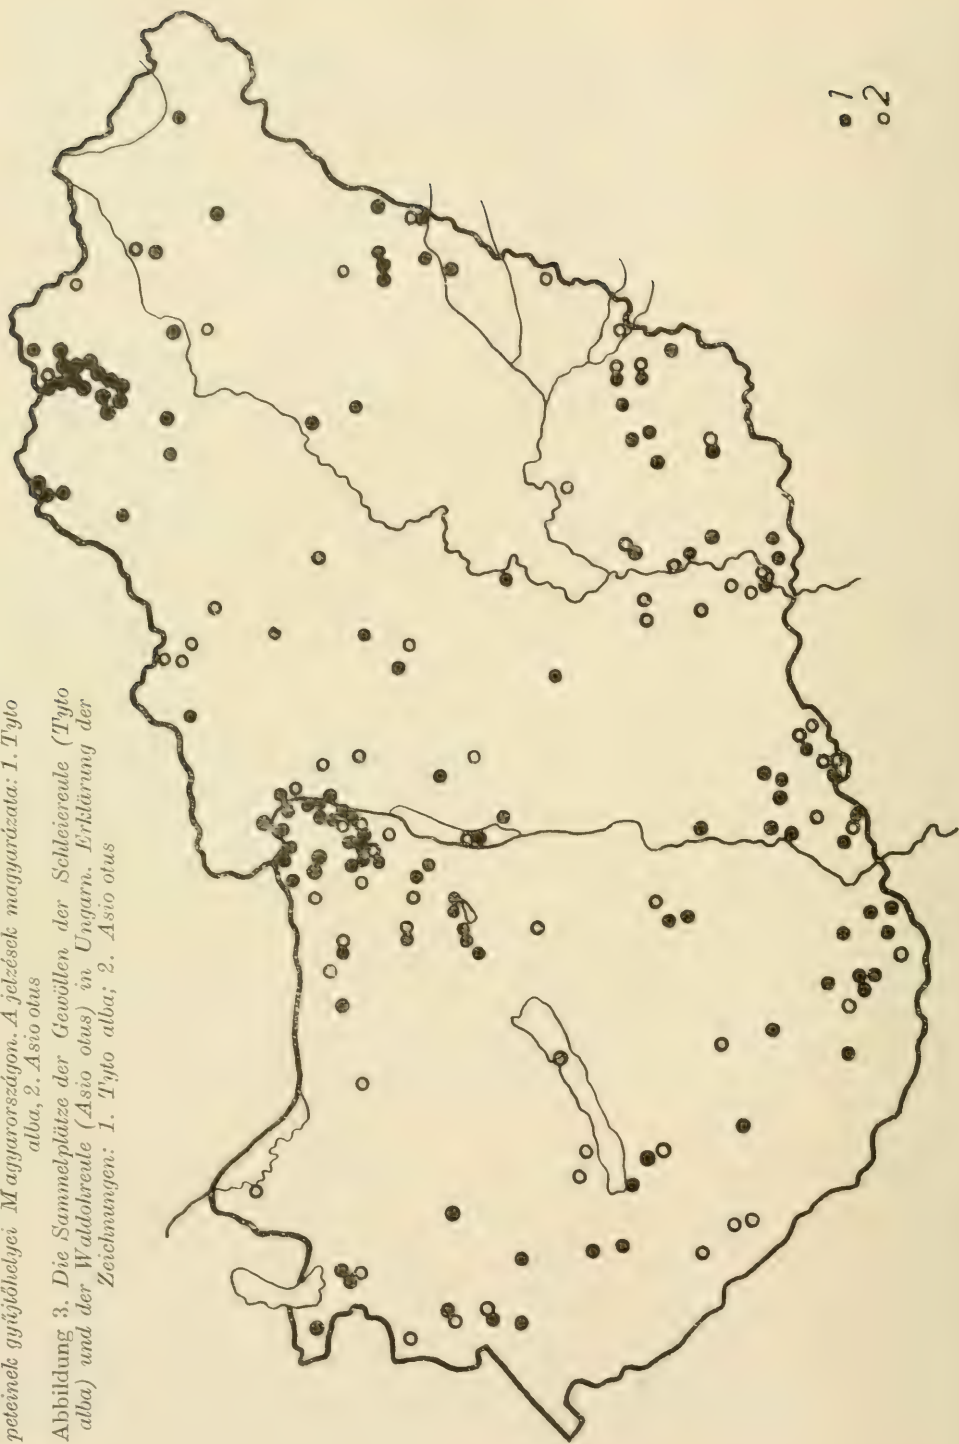 peteinek gyűjtőhelyei Magyarországon. A jelzések magyarázata: 1. Tyto
alba, 2. Asio otus
Abbildung 3. Die Sammelplätze der Gewöllen der Schleiereule (Tyto
alba) und der Waldohreule (Asio otus) in Ungarn. Erklärung der
Zeichnungen: 1. Tyto alba; 2. Asio otus
1
2